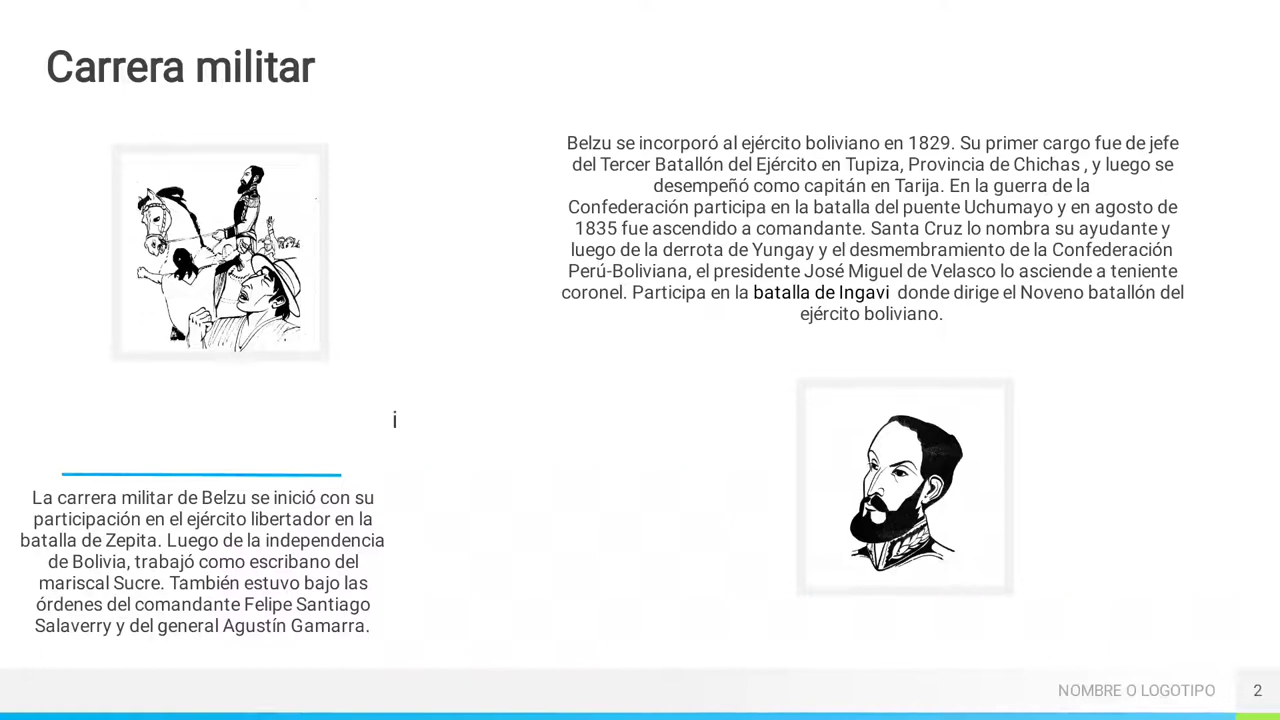 Carrera militar
Belzu se incorporó al ejército boliviano en 1829. Su primer cargo fue de jefe
del Tercer Batallón del Ejército en Tupiza, Provincia de Chichas , y luego se
desempeñó como capitán en Tarija. En la guerra de la
Confederación participa en la batalla del puente Uchumayo y en agosto de
1835 fue ascendido a comandante. Santa Cruz lo nombra su ayudante y
luego de la derrota de Yungay y el desmembramiento de la Confederación
Perú-Boliviana, el presidente José Miguel de Velasco lo asciende a teniente
coronel. Participa en la batalla de Ingavi  donde dirige el Noveno batallón del
ejército boliviano.
i
La carrera militar de Belzu se inició con su
participación en el ejército libertador en la
batalla de Zepita. Luego de la independencia
de Bolivia, trabajó como escribano del
mariscal Sucre. También estuvo bajo las
órdenes del comandante Felipe Santiago
Salaverry y del general Agustín Gamarra.
NOMBRE O LOGOTIPO
2